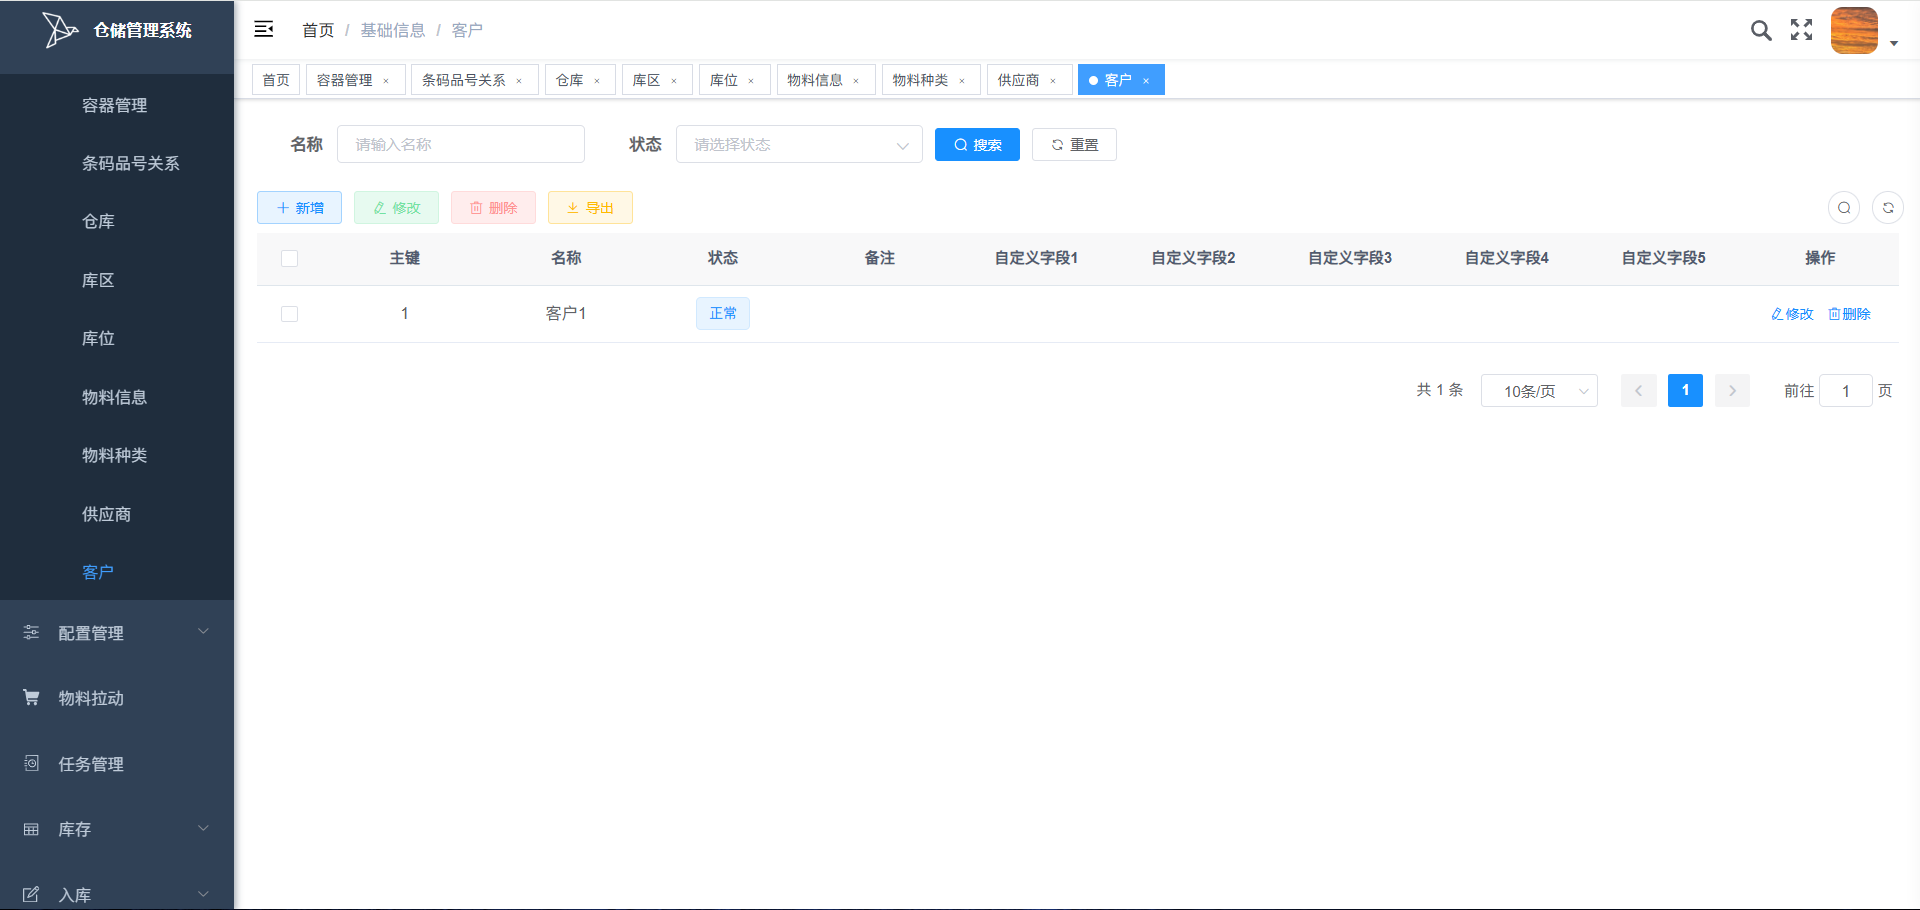 仓储管理系统
首页 / 基础信息 / 客户
首页 容器管理 × 条码品号关系 × 仓库 × 库区 × 库位 × 物料信息 × 物料种类 × 供应商 × 客户 ×
容器管理
条码品号关系
仓库
库区
库位
物料信息
物料种类
供应商
客户
配置管理
物料拉动
任务管理
库存
入库
名称 请输入名称 状态 请选择状态 搜索 重置
新增 修改 删除 导出
主键 名称 状态 备注 自定义字段1 自定义字段2 自定义字段3 自定义字段4 自定义字段5 操作
1 客户1 正常 修改 删除
共 1 条 10条/页 1 前往 1 页